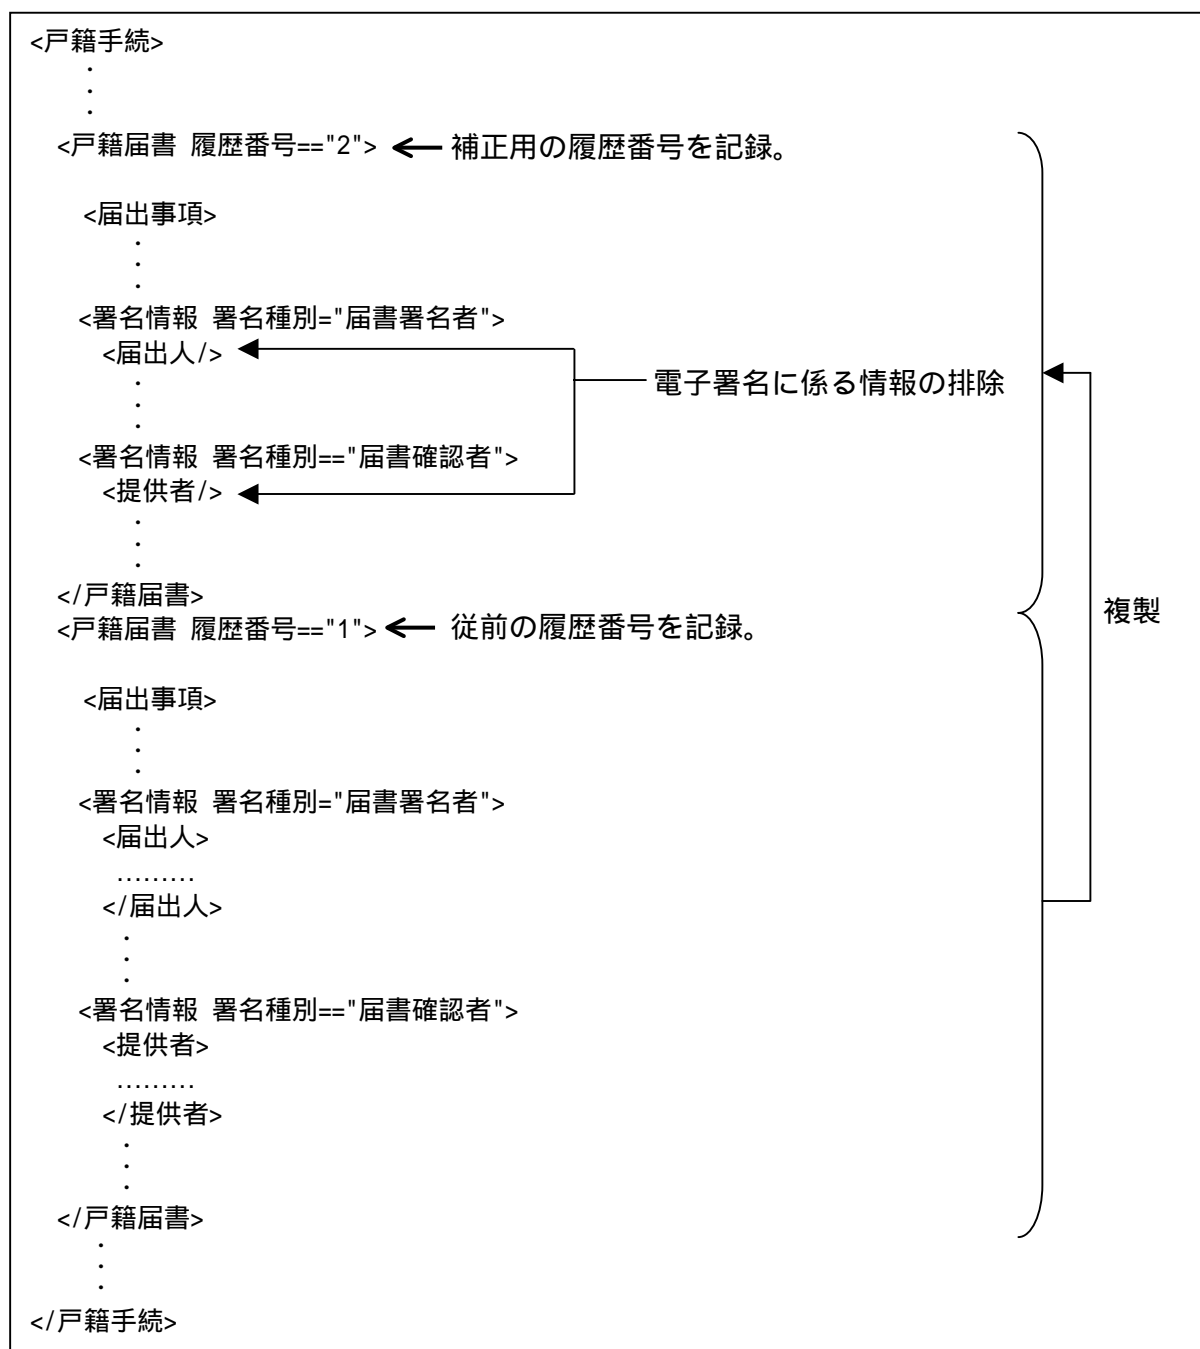 <戸籍手続>
・
・
・
<戸籍届書 履歴番号=="2"> ← 補正用の履歴番号を記録。
<届出事項>
・
・
・
<署名情報 署名種別="届書署名者">
<届出人/>
電子署名に係る情報の排除
・
・
・
<署名情報 署名種別=="届書確認者">
<提供者/>
・
・
・
</戸籍届書>
複製
<戸籍届書 履歴番号=="1"> ← 従前の履歴番号を記録。
<届出事項>
・
・
・
<署名情報 署名種別="届書署名者">
<届出人>
………
</届出人>
・
・
・
<署名情報 署名種別=="届書確認者">
<提供者>
………
</提供者>
・
・
・
</戸籍届書>
・
・
・
</戸籍手続>